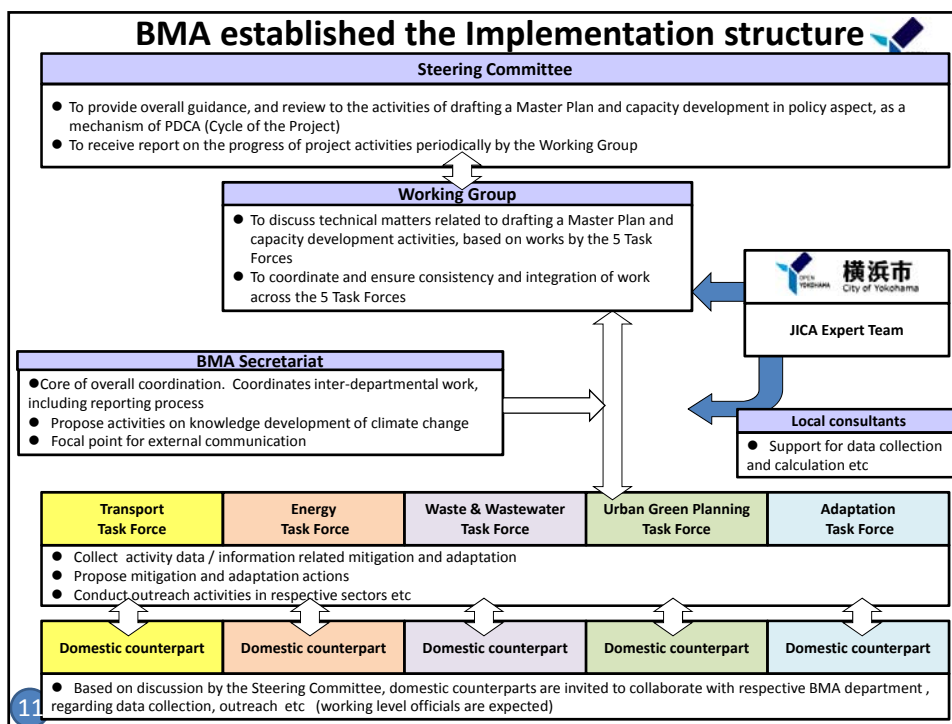 BMA established the Implementation structure
Steering Committee
● To provide overall guidance, and review to the activities of drafting a Master Plan and capacity development in policy aspect, as a
mechanism of PDCA (Cycle of the Project)
● To receive report on the progress of project activities periodically by the Working Group
Working Group
● To discuss technical matters related to drafting a Master Plan and
capacity development activities, based on works by the 5 Task
Forces
● To coordinate and ensure consistency and integration of work
across the 5 Task Forces
OPEN
YOKOHAMA
横浜市
City of Yokohama
JICA Expert Team
BMA Secretariat
●Core of overall coordination. Coordinates inter-departmental work,
including reporting process
● Propose activities on knowledge development of climate change
● Focal point for external communication
Local consultants
● Support for data collection
and calculation etc
Transport
Task Force
Energy
Task Force
Waste & Wastewater
Task Force
Urban Green Planning
Task Force
Adaptation
Task Force
● Collect activity data / information related mitigation and adaptation
● Propose mitigation and adaptation actions
● Conduct outreach activities in respective sectors etc
Domestic counterpart
Domestic counterpart
Domestic counterpart
Domestic counterpart
Domestic counterpart
● Based on discussion by the Steering Committee, domestic counterparts are invited to collaborate with respective BMA department ,
regarding data collection, outreach etc (working level officials are expected)
11